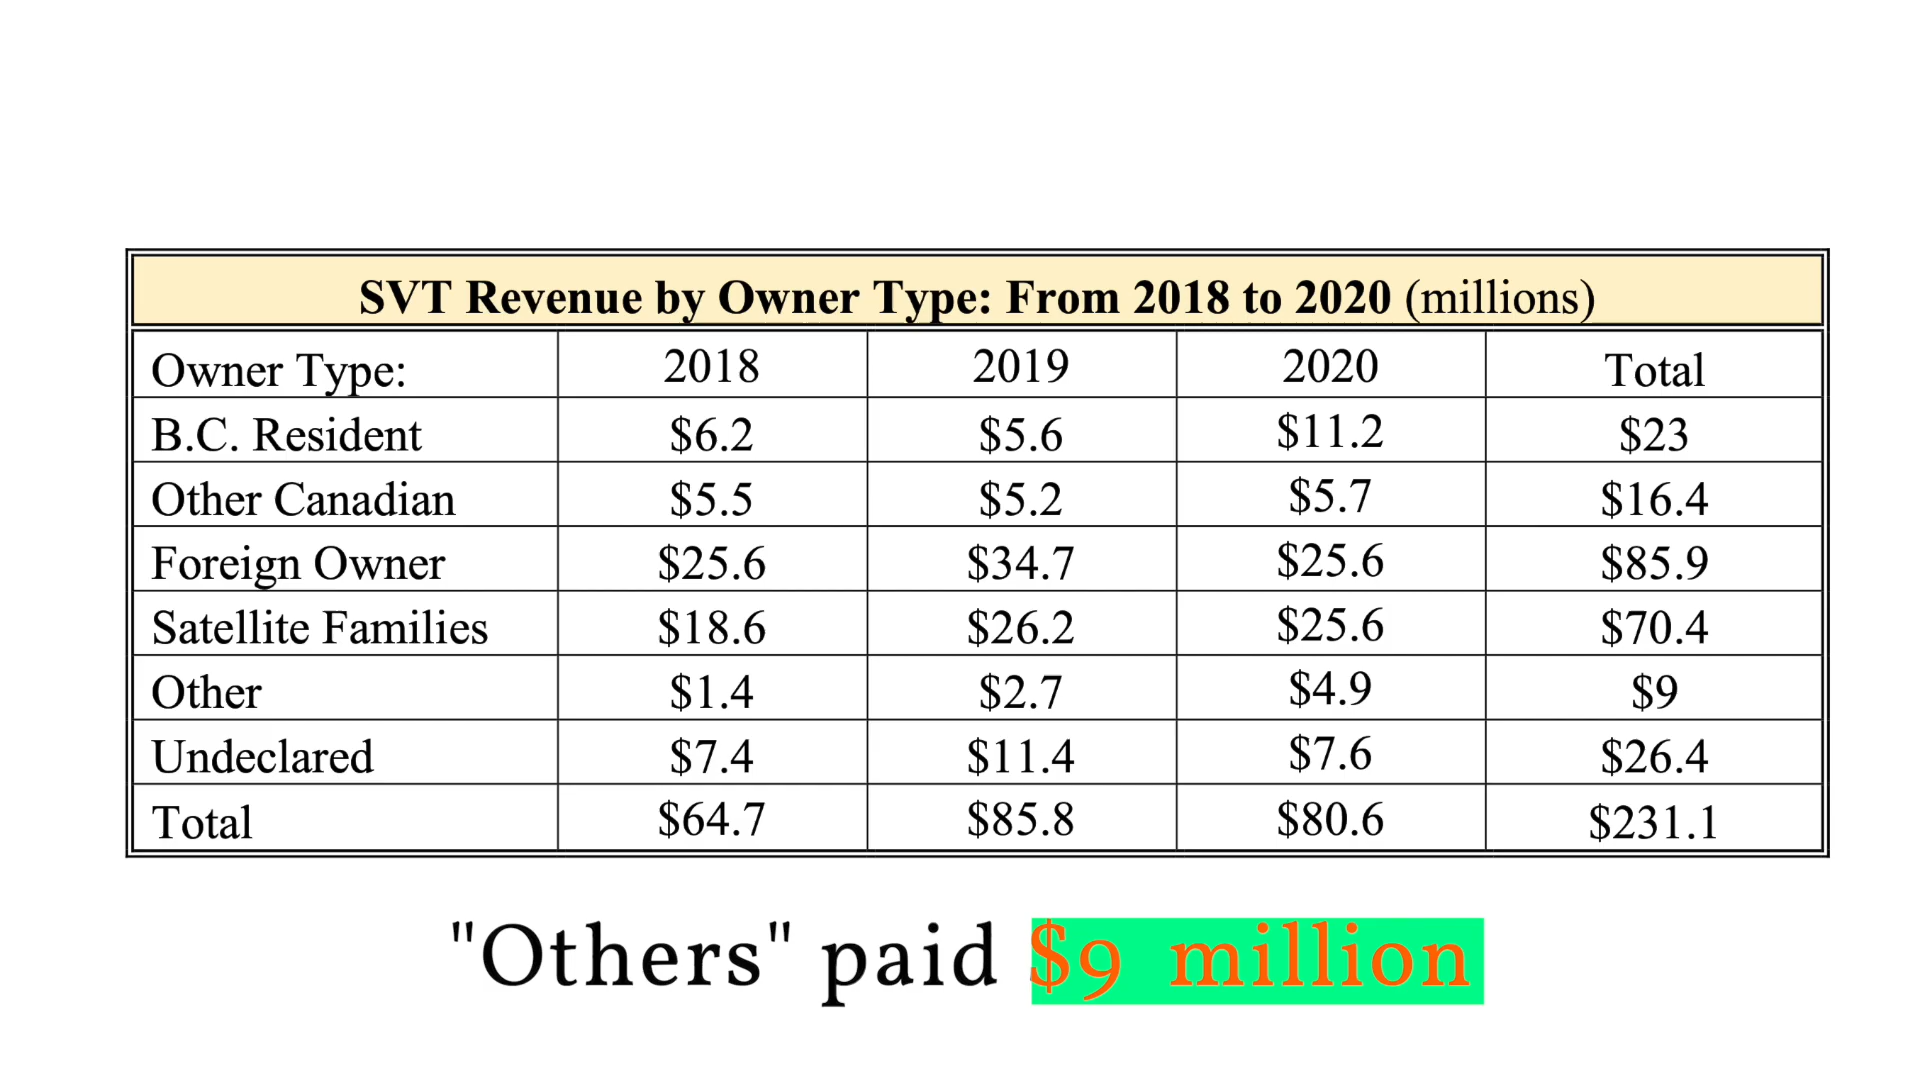 SVT Revenue by Owner Type: From 2018 to 2020 (millions)
Owner Type: 2018 2019 2020 Total
B.C. Resident $6.2 $5.6 $11.2 $23
Other Canadian $5.5 $5.2 $5.7 $16.4
Foreign Owner $25.6 $34.7 $25.6 $85.9
Satellite Families $18.6 $26.2 $25.6 $70.4
Other $1.4 $2.7 $4.9 $9
Undeclared $7.4 $11.4 $7.6 $26.4
Total $64.7 $85.8 $80.6 $231.1
"Others" paid $9 million